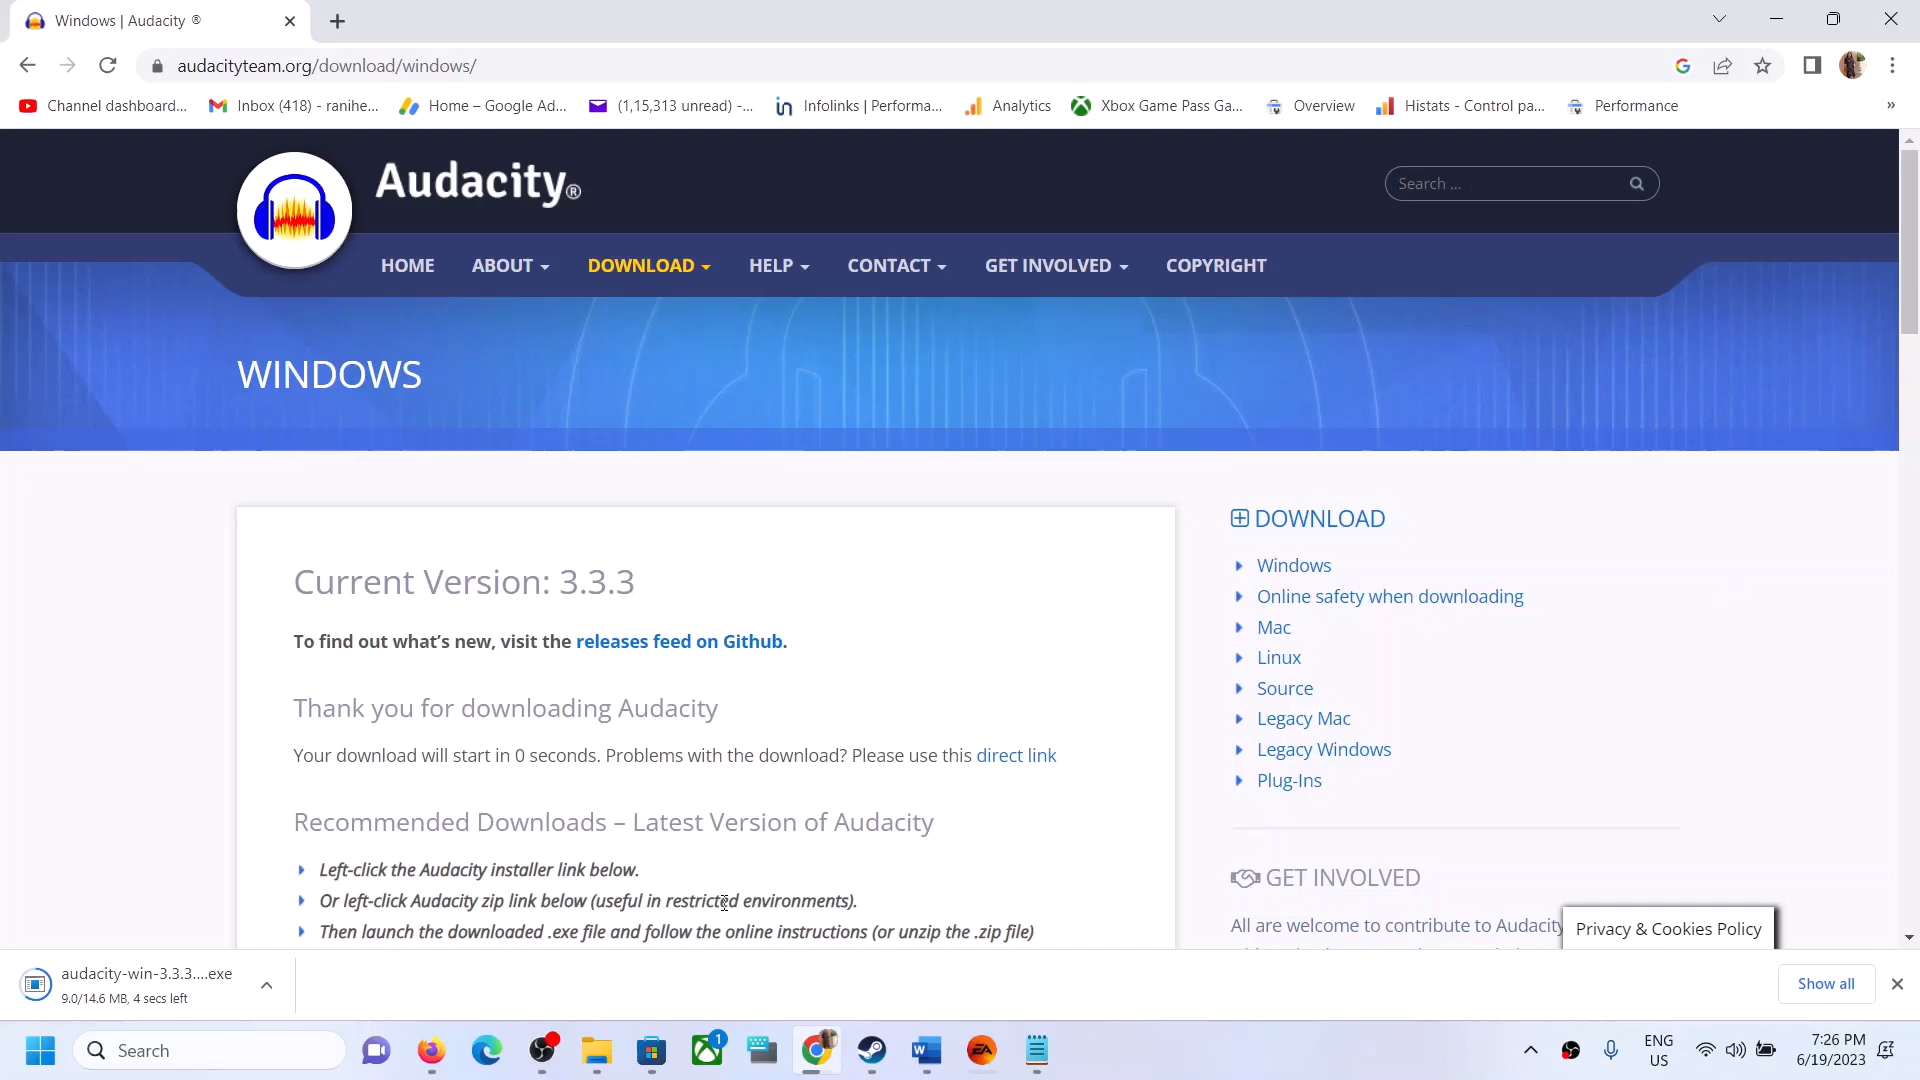 Windows | Audacity ®
audacityteam.org/download/windows/
Channel dashboard...
Inbox (418) - ranihe...
Home – Google Ad...
(1,15,313 unread) -...
Infolinks | Performa...
Analytics
Xbox Game Pass Ga...
Overview
Histats - Control pa...
Performance
»
Audacity®
Search ...
HOME
ABOUT
DOWNLOAD
HELP
CONTACT
GET INVOLVED
COPYRIGHT
WINDOWS
Current Version: 3.3.3
To find out what's new, visit the releases feed on Github.
Thank you for downloading Audacity
Your download will start in 0 seconds. Problems with the download? Please use this direct link
Recommended Downloads – Latest Version of Audacity
Left-click the Audacity installer link below.
Or left-click Audacity zip link below (useful in restricted environments).
Then launch the downloaded .exe file and follow the online instructions (or unzip the .zip file)
DOWNLOAD
Windows
Online safety when downloading
Mac
Linux
Source
Legacy Mac
Legacy Windows
Plug-Ins
GET INVOLVED
All are welcome to contribute to Audacity
Privacy & Cookies Policy
audacity-win-3.3.3....exe
9.0/14.6 MB, 4 secs left
Show all
Search
1
W
EA
ENG
US
7:26 PM
6/19/2023